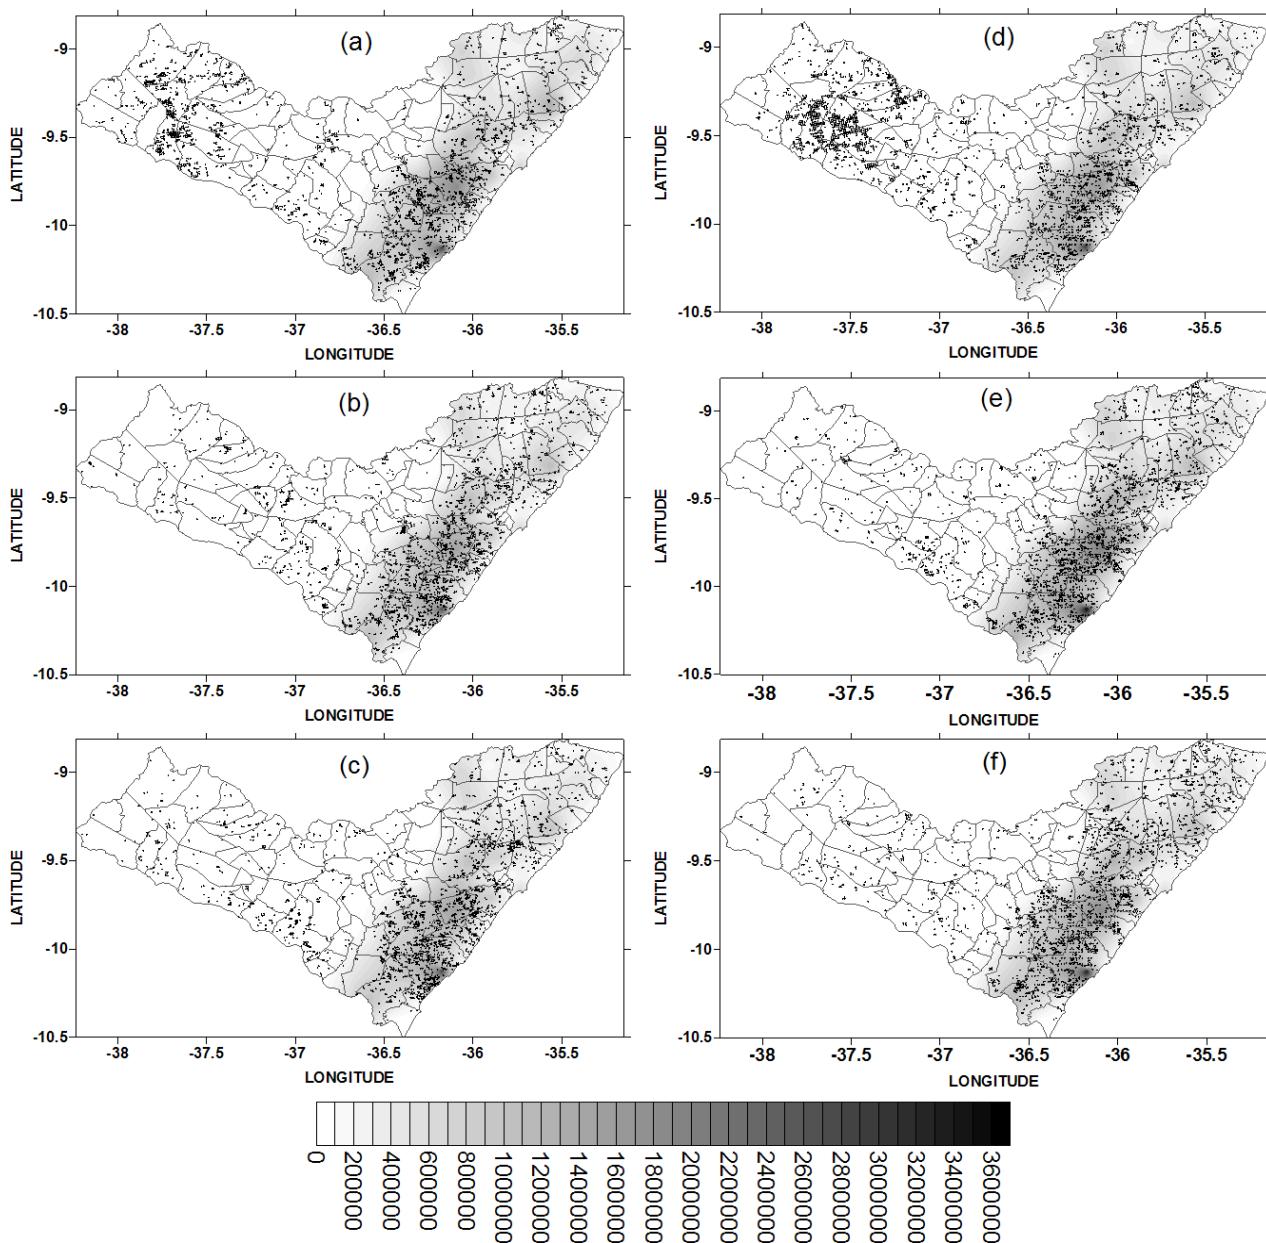 (a)
-9
-9.5
-10
-10.5
LATITUDE
-38 -37.5 -37 -36.5 -36 -35.5
LONGITUDE
(d)
-9
-9.5
-10
-10.5
LATITUDE
-38 -37.5 -37 -36.5 -36 -35.5
LONGITUDE
(b)
-9
-9.5
-10
-10.5
LATITUDE
-38 -37.5 -37 -36.5 -36 -35.5
LONGITUDE
(e)
-9
-9.5
-10
-10.5
LATITUDE
-38 -37.5 -37 -36.5 -36 -35.5
LONGITUDE
(c)
-9
-9.5
-10
-10.5
LATITUDE
-38 -37.5 -37 -36.5 -36 -35.5
LONGITUDE
(f)
-9
-9.5
-10
-10.5
LATITUDE
-38 -37.5 -37 -36.5 -36 -35.5
LONGITUDE
0
200000
400000
600000
800000
1000000
1200000
1400000
1600000
1800000
2000000
2200000
2400000
2600000
2800000
3000000
3200000
3400000
3600000